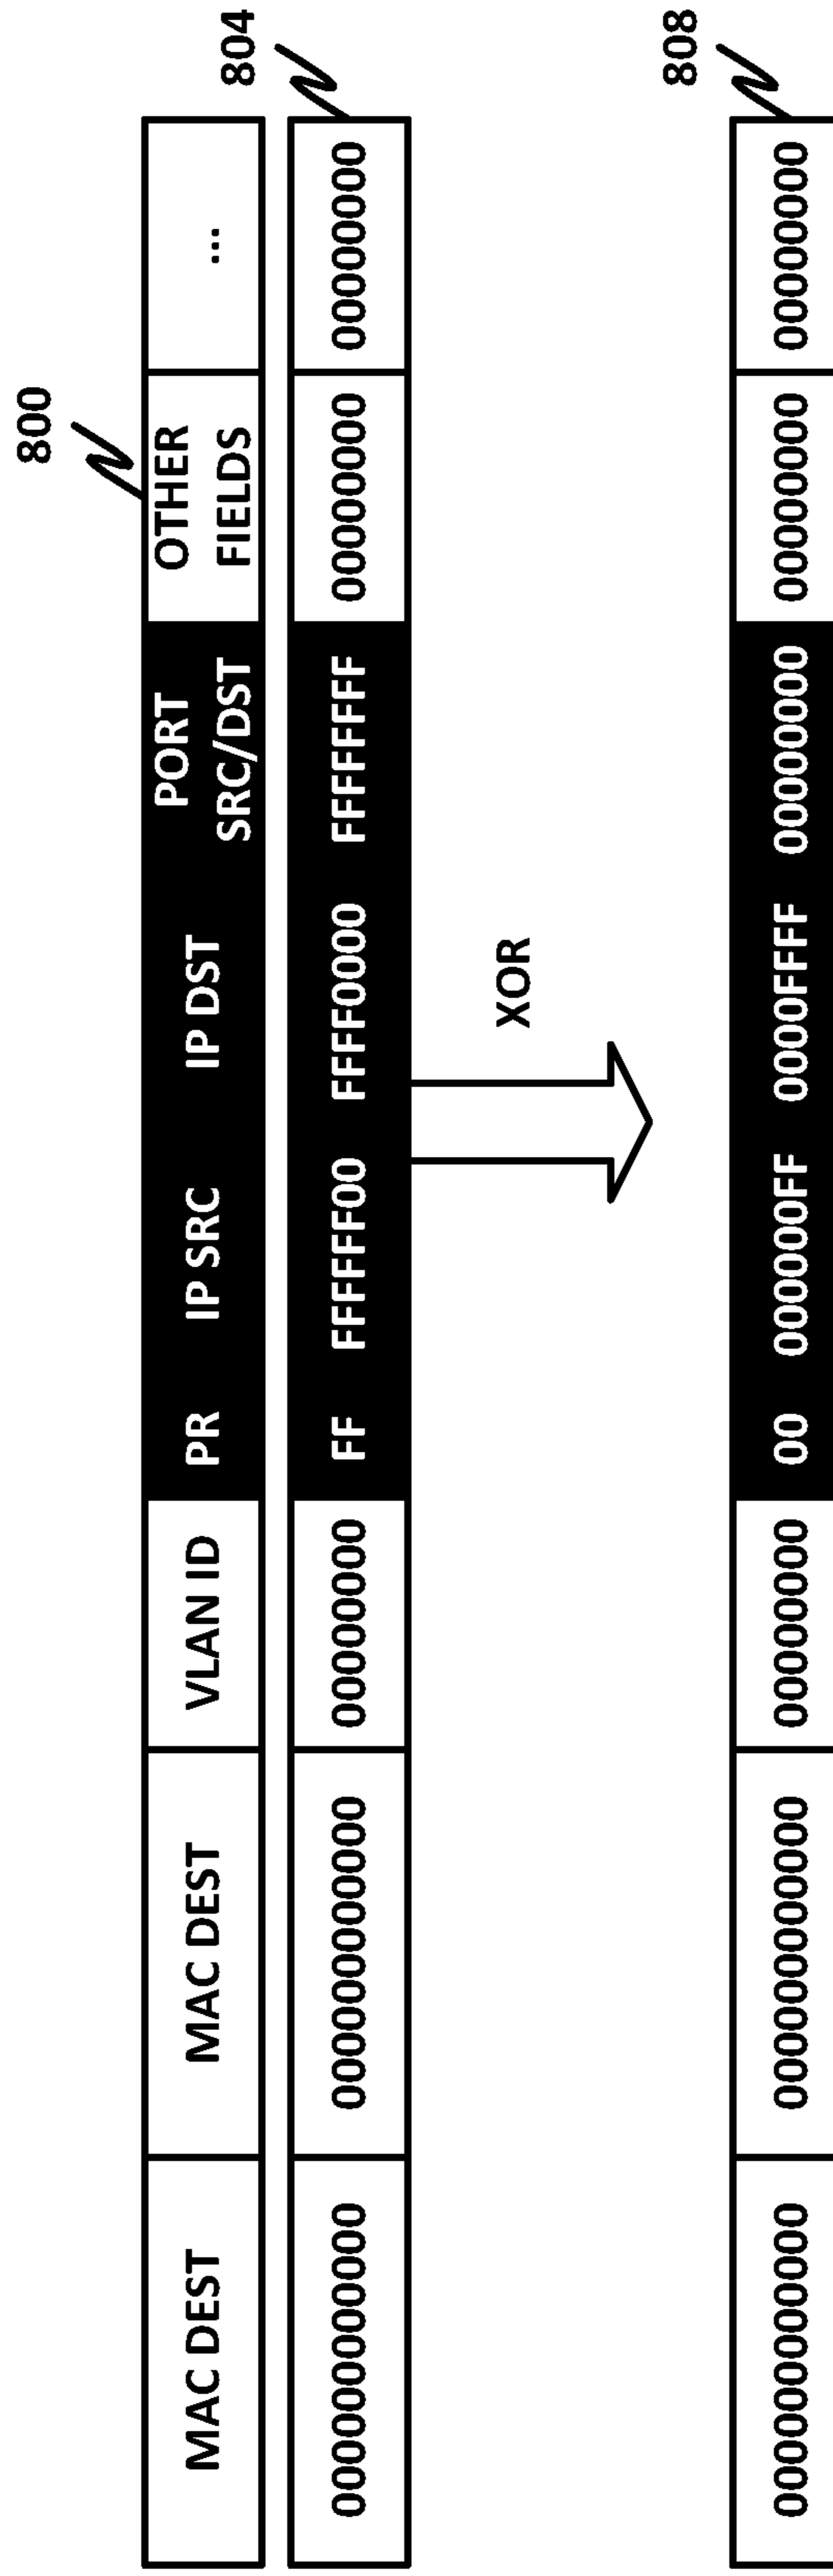 800
MAC DEST
MAC DEST
VLAN ID
PR
IP SRC
IP DST
PORT
SRC/DST
OTHER
FIELDS
...
804
000000000000
000000000000
00000000
FF
FFFFFF00
FFFF0000
FFFFFFFF
00000000
00000000
XOR
808
000000000000
000000000000
00000000
00
000000FF
0000FFFF
00000000
00000000
00000000